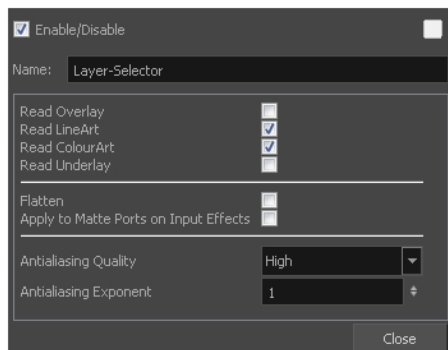 Enable/Disable
Name: Layer-Selector
Read Overlay
Read LineArt
Read ColourArt
Read Underlay
Flatten
Apply to Matte Ports on Input Effects
Antialiasing Quality High
Antialiasing Exponent 1
Close